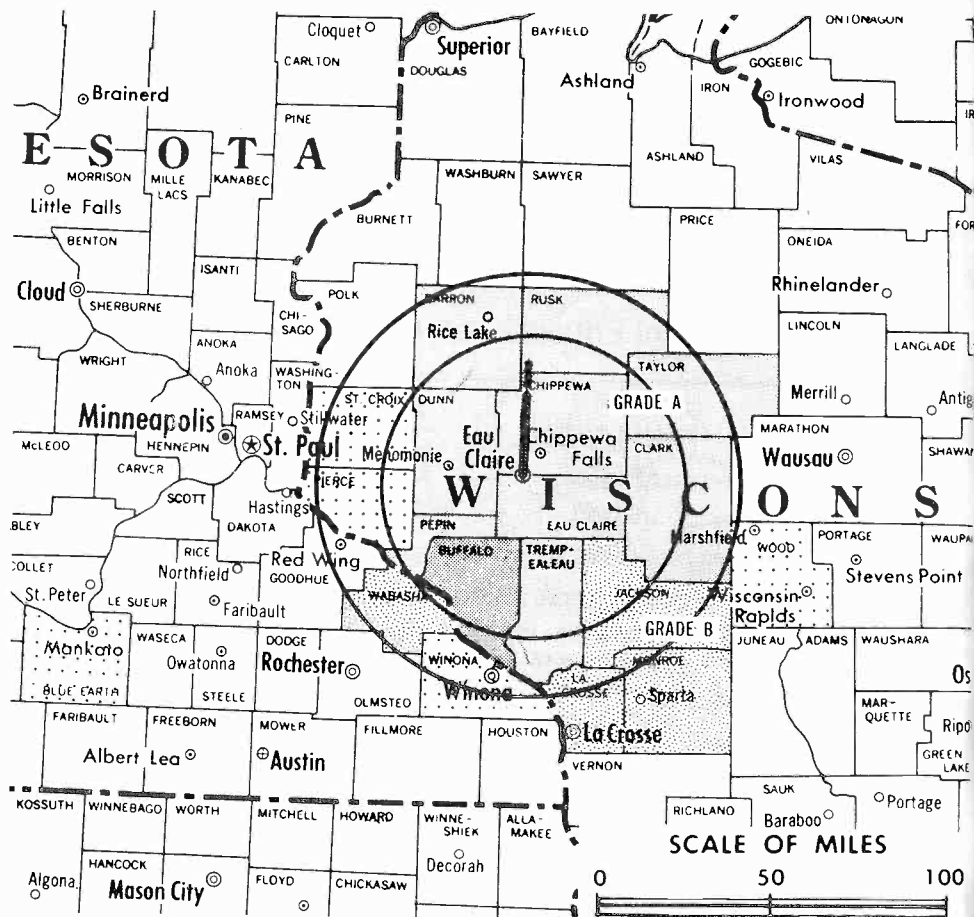 Cloquet
Superior
BAYFIELD
ONTONAGON
CARLTON
DOUGLAS
Ashland
GOGEBIC
IRON
Ironwood
Brainerd
PINE
E S O T A
MORRISON
MILLE
LACS
KANABEC
WASHBURN
SAWYER
ASHLAND
VILAS
Little Falls
BURNETT
PRICE
FOR
BENTON
ONEIDA
ISANTI
Cloud
SHERBURNE
POLK
CHI-
SAGO
BARRON
RUSK
Rhinelander
Rice Lake
LINCOLN
WRIGHT
ANOKA
Anoka
WASHING-
TON
LANGLADE
TAYLOR
ST. CROIX
DUNN
CHIPPEWA
GRADE A
Merrill
Antig
Minneapolis
RAMSEY
Stillwater
HENNEPIN
St. Paul
McLEOD
CARVER
Menomonie
Eau
Claire
Chippewa
Falls
CLARK
MARATHON
Wausau
SHAWAN
PIERCE
W I S C O N S
SCOTT
Hastings
DAKOTA
PEPIN
EAU CLAIRE
Marshfield
WOOD
PORTAGE
WAUPA
IBLEY
RICE
Red Wing
GOODHUE
BUFFALO
TREMP-
EALEAU
OLLET
Northfield
Stevens Point
St. Peter
LE SUEUR
Faribault
WABASHA
JACKSON
Wisconsin
Rapids
GRADE B
Mankato
WASECA
DODGE
Owatonna
Rochester
WINONA
Winona
MONROE
JUNEAU
ADAMS
WAUSHARA
BLUE EARTH
STEELE
OLMSTED
LA
CROSSE
Sparta
Os
FARIBAULT
FREEBORN
MOWER
FILLMORE
HOUSTON
La Crosse
MAR-
QUETTE
Ripo
Albert Lea
Austin
VERNON
GREEN
LAKE
KOSSUTH
WINNEBAGO
WORTH
MITCHELL
HOWARD
WINNE-
SHIEK
ALLA-
MAKEE
RICHLAND
SAUK
Baraboo
Portage
Decorah
SCALE OF MILES
HANCOCK
Algona
Mason City
FLOYD
CHICKASAW
0 50 100